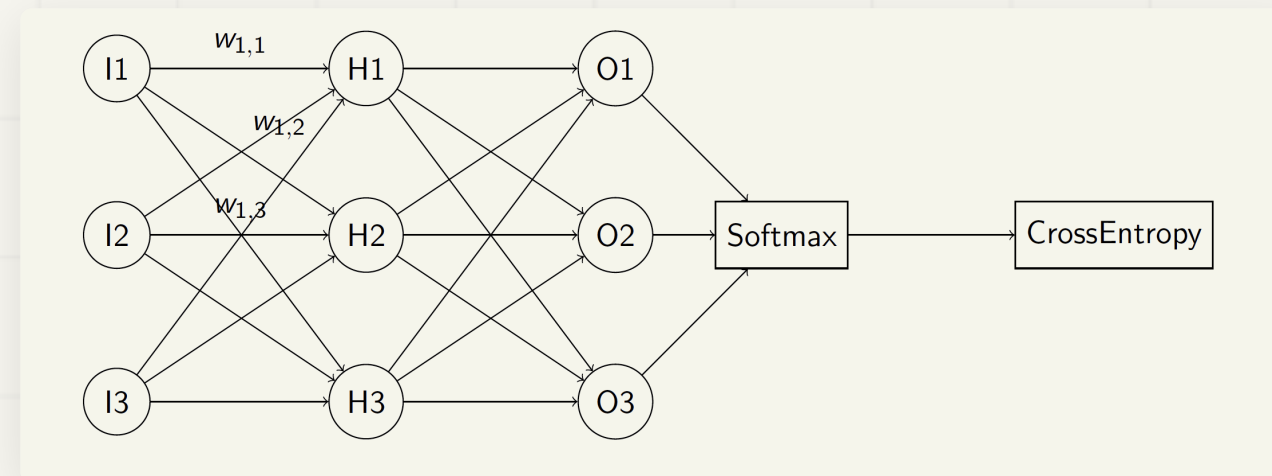 w1,1
I1 H1 O1
w1,2
w1,3
I2 H2 O2 Softmax CrossEntropy
I3 H3 O3